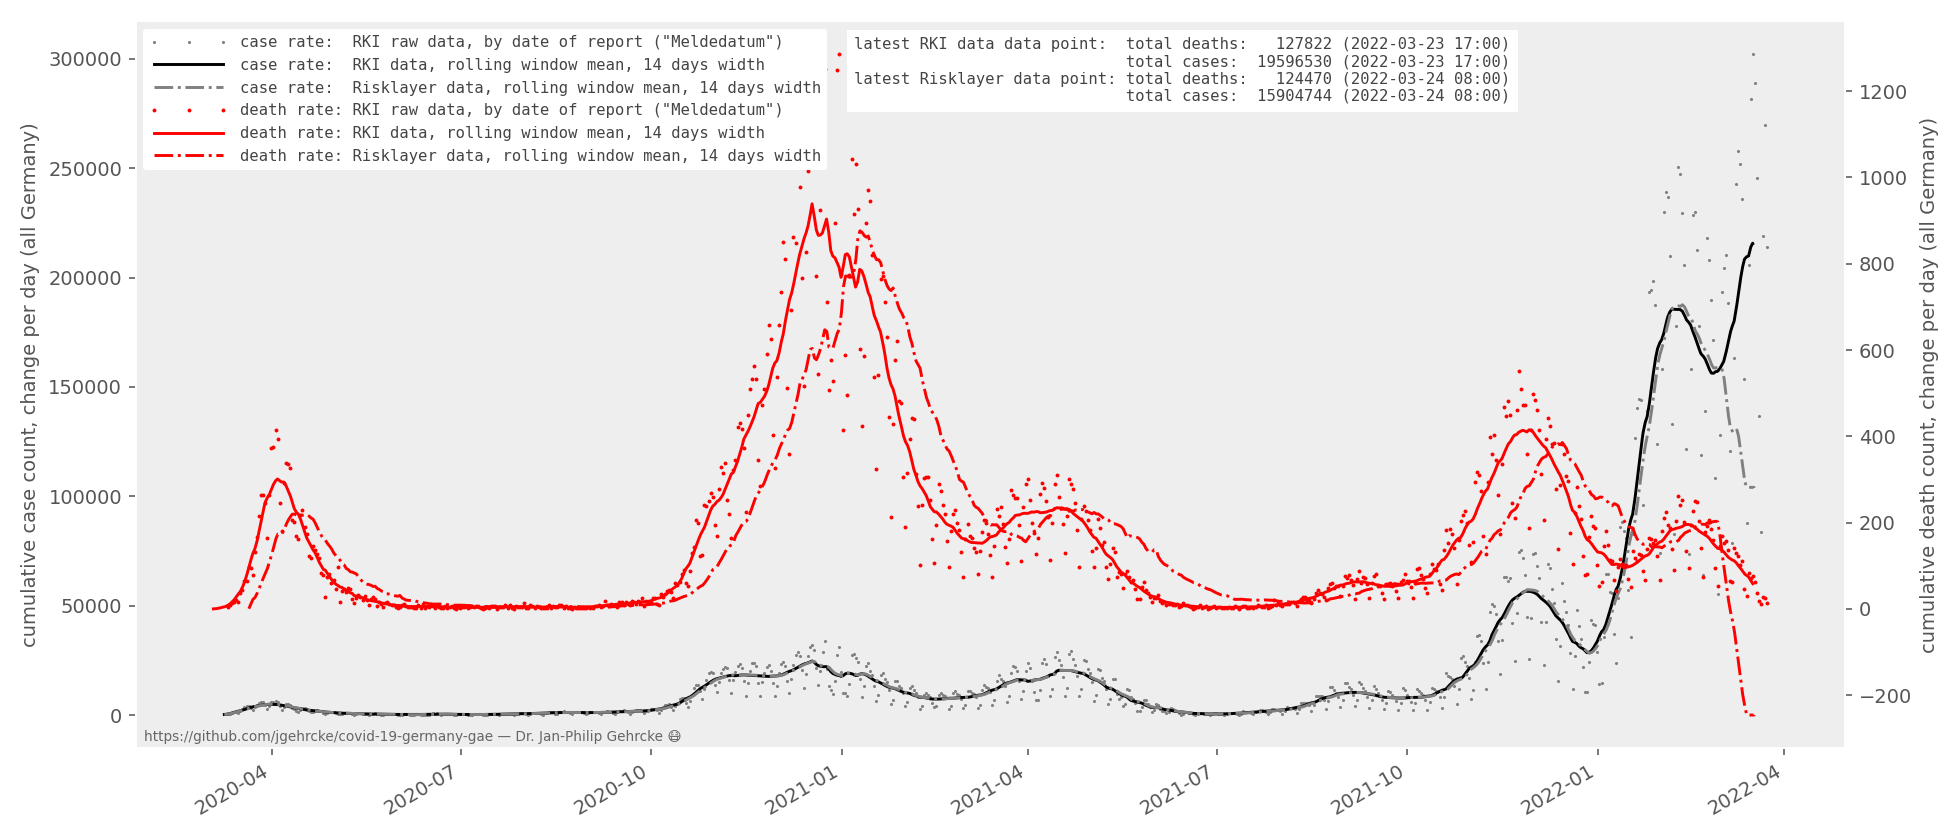 case rate:  RKI raw data, by date of report ("Meldedatum")
case rate:  RKI data, rolling window mean, 14 days width
case rate:  Risklayer data, rolling window mean, 14 days width
death rate: RKI raw data, by date of report ("Meldedatum")
death rate: RKI data, rolling window mean, 14 days width
death rate: Risklayer data, rolling window mean, 14 days width
latest RKI data data point:  total deaths:   127822 (2022-03-23 17:00)
total cases:  19596530 (2022-03-23 17:00)
latest Risklayer data point: total deaths:   124470 (2022-03-24 08:00)
total cases:  15904744 (2022-03-24 08:00)
cumulative case count, change per day (all Germany)
300000
250000
200000
150000
100000
50000
0
1200
1000
800
600
400
200
0
−200
cumulative death count, change per day (all Germany)
https://github.com/jgehrcke/covid-19-germany-gae — Dr. Jan-Philip Gehrcke 😷
2020-04
2020-07
2020-10
2021-01
2021-04
2021-07
2021-10
2022-01
2022-04